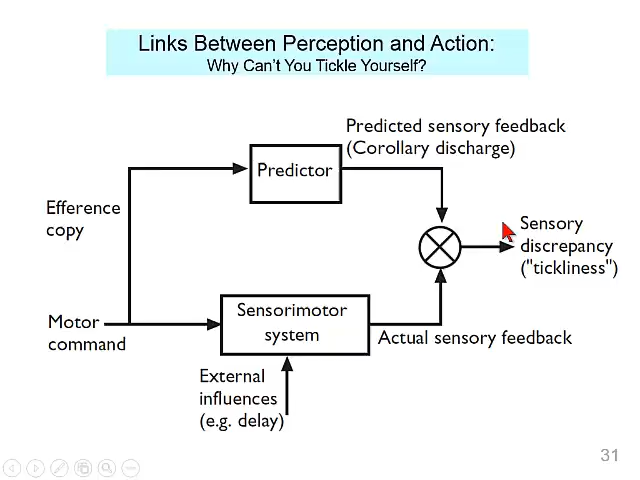 Links Between Perception and Action:
Why Can't You Tickle Yourself?
Predicted sensory feedback
(Corollary discharge)
Predictor
Efference
copy
Sensory
discrepancy
("tickliness")
Sensorimotor
system
Motor
command
Actual sensory feedback
External
influences
(e.g. delay)
31